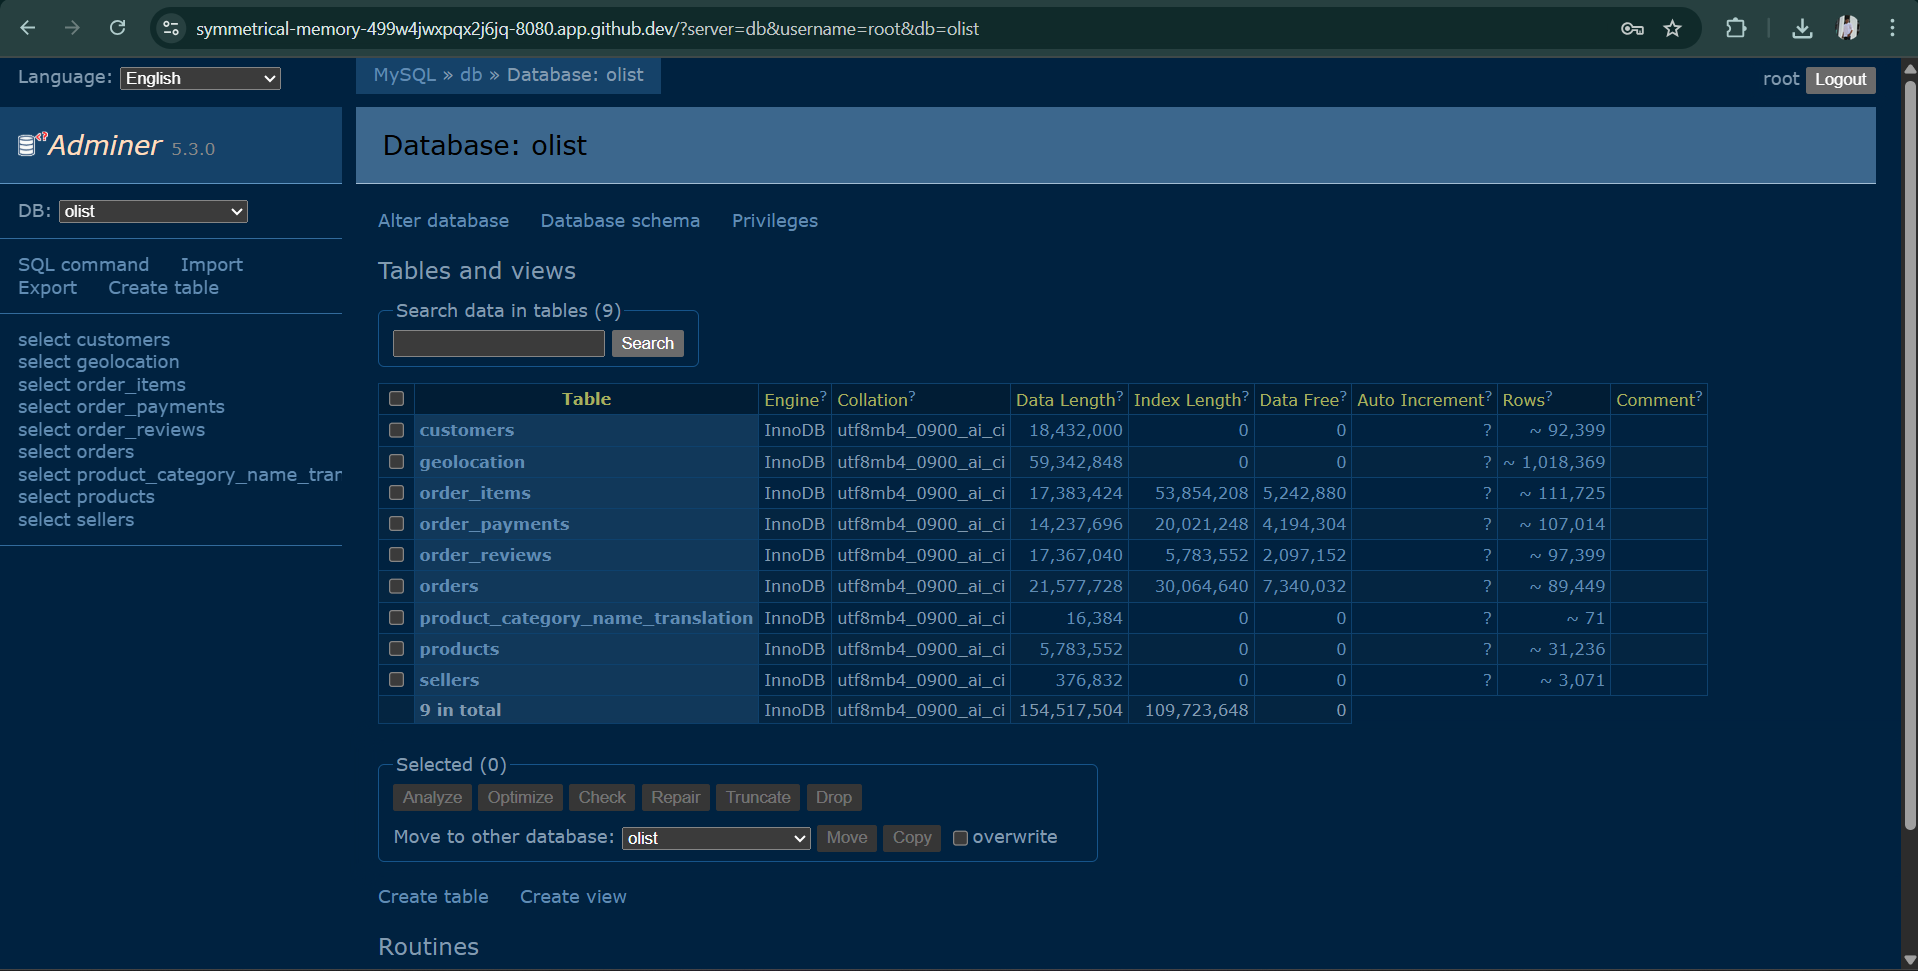 symmetrical-memory-499w4jwxpqx2j6jq-8080.app.github.dev/?server=db&username=root&db=olist
Language: English
MySQL » db » Database: olist
root Logout
Adminer 5.3.0
Database: olist
DB: olist
Alter database Database schema Privileges
SQL command Import
Export Create table
Tables and views
Search data in tables (9)
Search
select customers
select geolocation
select order_items
select order_payments
select order_reviews
select orders
select product_category_name_tran
select products
select sellers
Table Engine? Collation? Data Length? Index Length? Data Free? Auto Increment? Rows? Comment?
customers InnoDB utf8mb4_0900_ai_ci 18,432,000 0 0 ? ~ 92,399
geolocation InnoDB utf8mb4_0900_ai_ci 59,342,848 0 0 ? ~ 1,018,369
order_items InnoDB utf8mb4_0900_ai_ci 17,383,424 53,854,208 5,242,880 ? ~ 111,725
order_payments InnoDB utf8mb4_0900_ai_ci 14,237,696 20,021,248 4,194,304 ? ~ 107,014
order_reviews InnoDB utf8mb4_0900_ai_ci 17,367,040 5,783,552 2,097,152 ? ~ 97,399
orders InnoDB utf8mb4_0900_ai_ci 21,577,728 30,064,640 7,340,032 ? ~ 89,449
product_category_name_translation InnoDB utf8mb4_0900_ai_ci 16,384 0 0 ? ~ 71
products InnoDB utf8mb4_0900_ai_ci 5,783,552 0 0 ? ~ 31,236
sellers InnoDB utf8mb4_0900_ai_ci 376,832 0 0 ? ~ 3,071
9 in total InnoDB utf8mb4_0900_ai_ci 154,517,504 109,723,648 0
Selected (0)
Analyze Optimize Check Repair Truncate Drop
Move to other database: olist Move Copy overwrite
Create table Create view
Routines